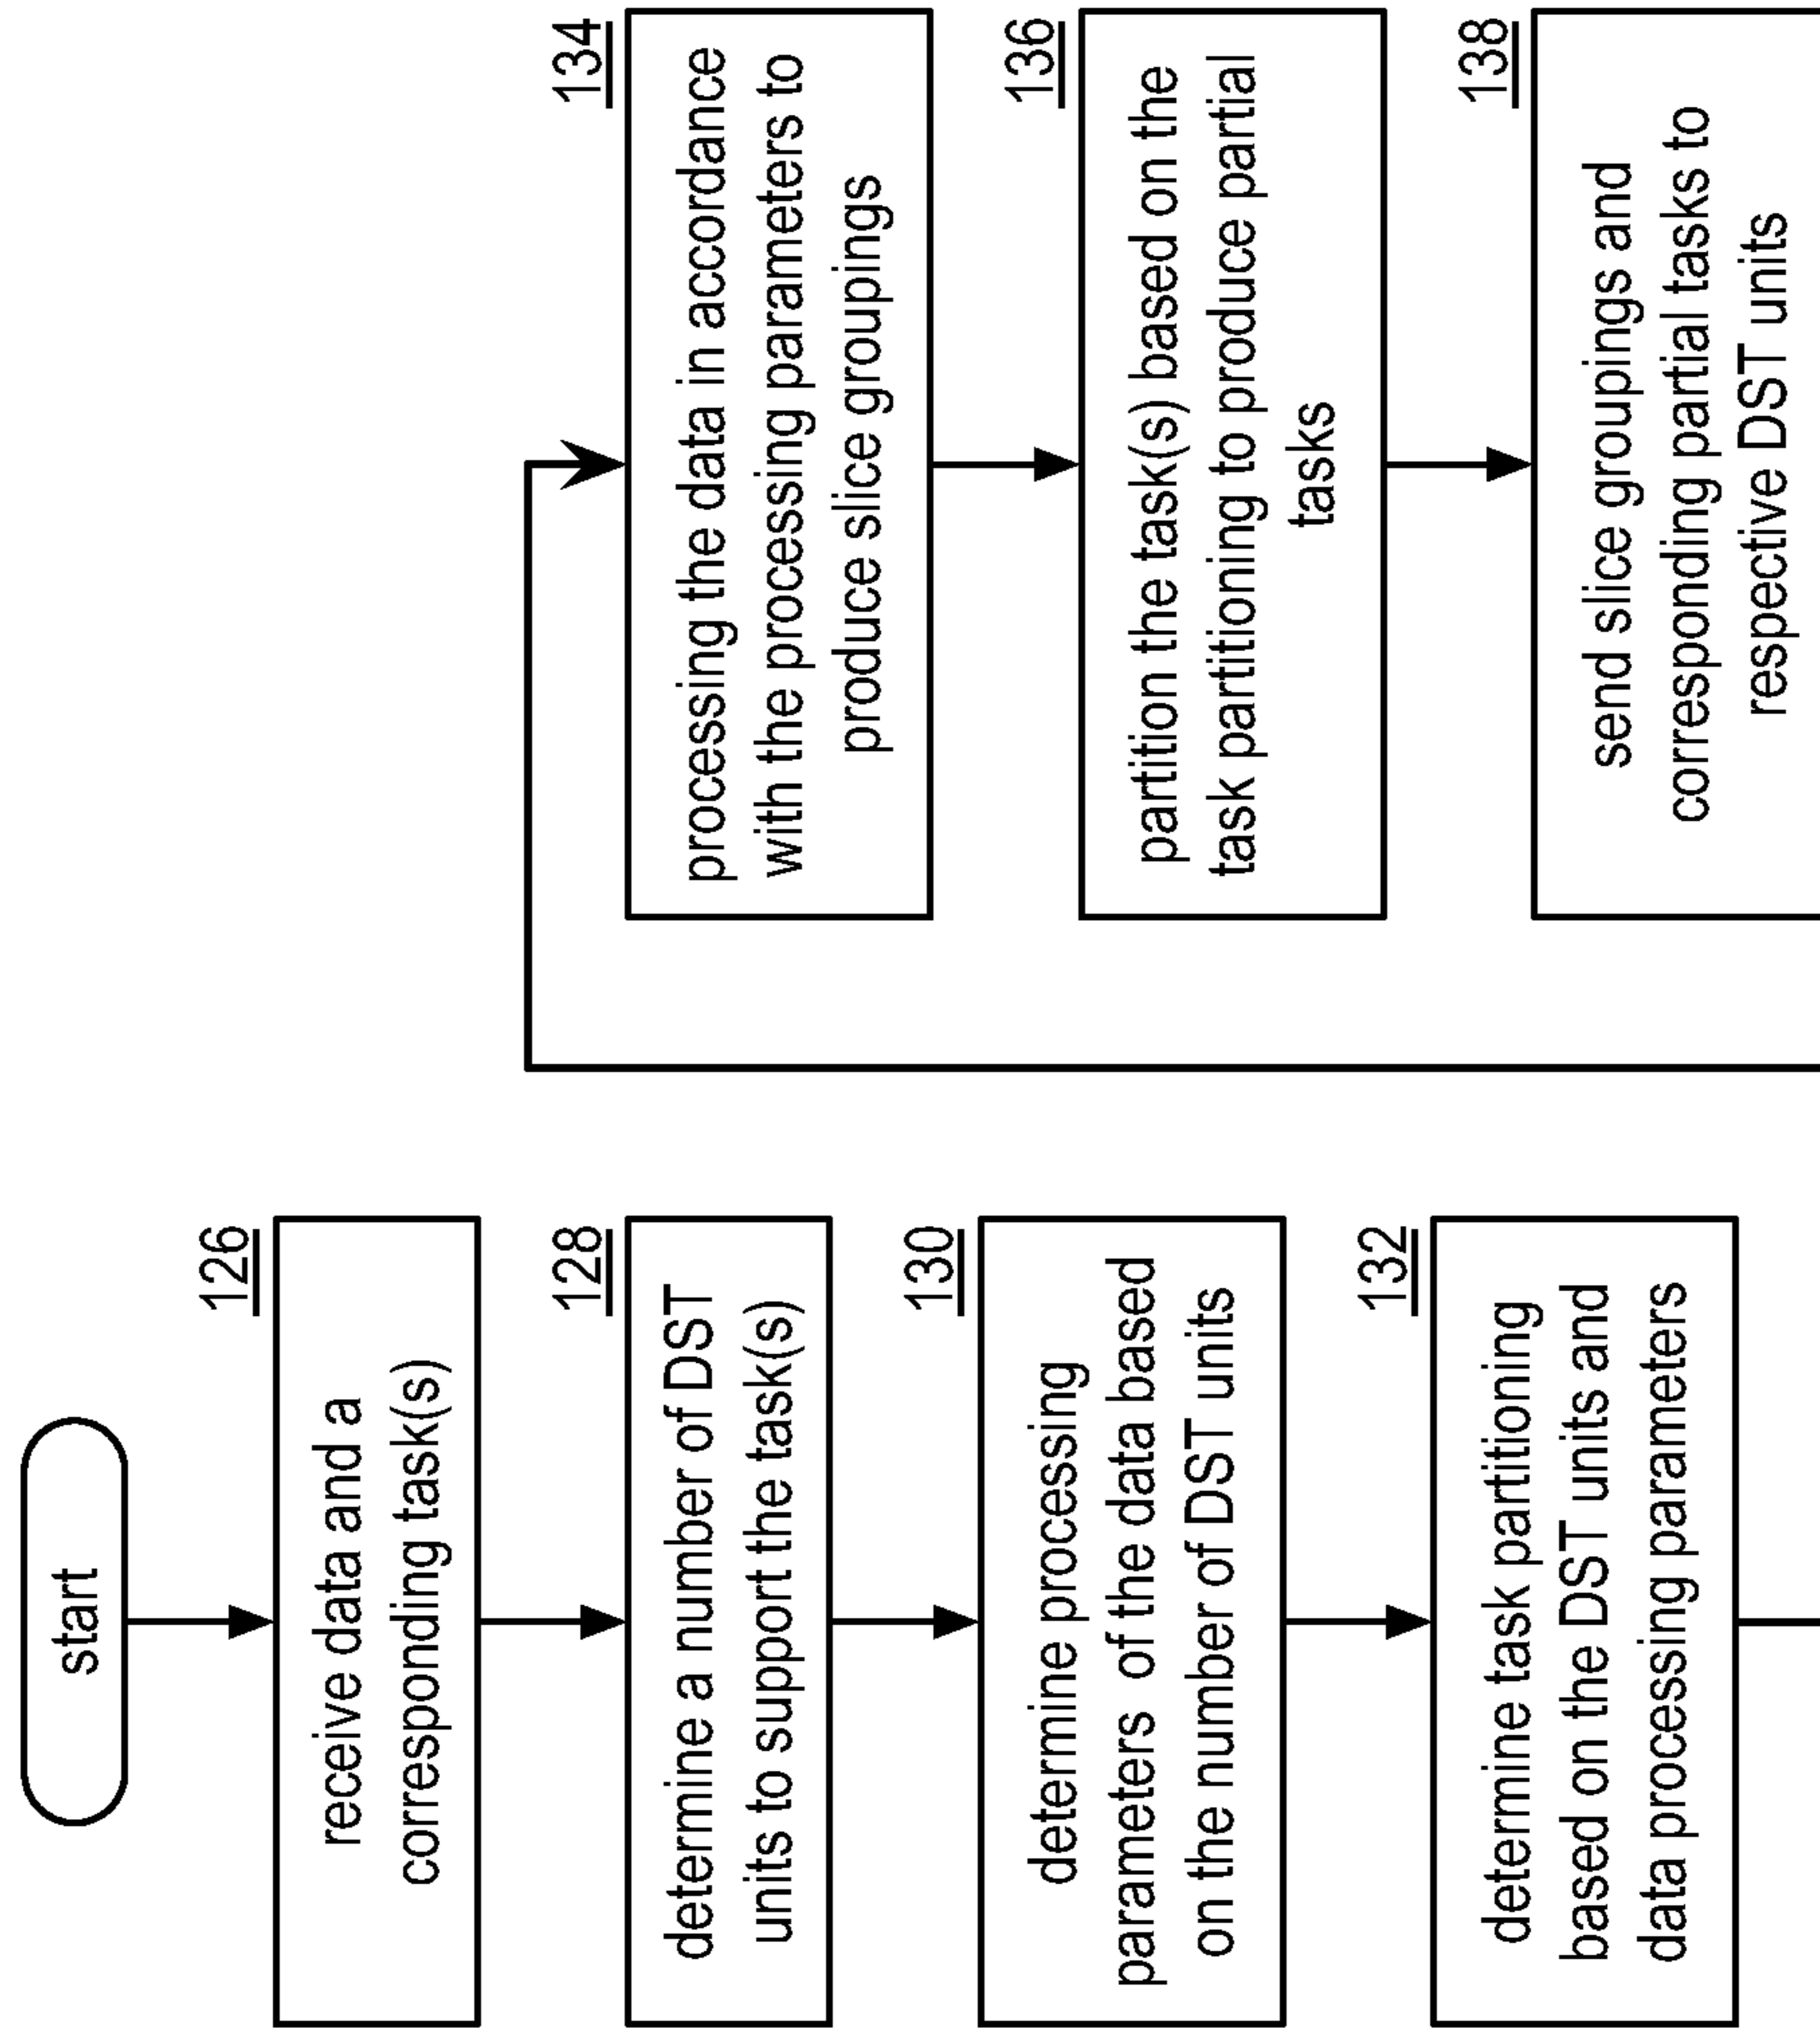 start
126
receive data and a
corresponding task(s)
128
determine a number of DST
units to support the task(s)
130
determine processing
parameters of the data based
on the number of DST units
132
determine task partitioning
based on the DST units and
data processing parameters
134
processing the data in accordance
with the processing parameters to
produce slice groupings
136
partition the task(s) based on the
task partitioning to produce partial
tasks
138
send slice groupings and
corresponding partial tasks to
respective DST units